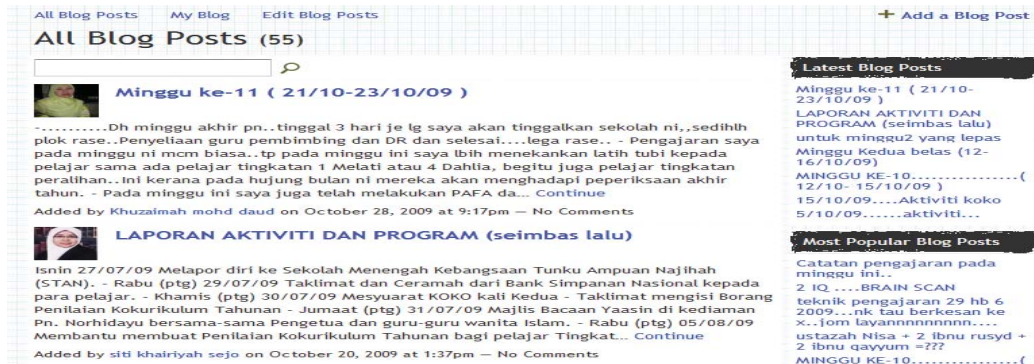 All Blog Posts My Blog Edit Blog Posts
+ Add a Blog Post
All Blog Posts (55)
Minggu ke-11 ( 21/10-23/10/09 )
-..........Dh minggu akhir pn..tinggal 3 hari je lg saya akan tinggalkan sekolah ni,,sedihlh
plok rase..Penyeliaan guru pembimbing dan DR dan selesai....lega rase.. - Pengajaran saya
pada minggu ni mcm biasa..tp pada minggu ini saya lbih menekankan latih tubi kepada
pelajar sama ada pelajar tingkatan 1 Melati atau 4 Dahlia, begitu juga pelajar tingkatan
peralihan..Ini kerana pada hujung bulan ni mereka akan menghadapi peperiksaan akhir
tahun. - Pada minggu ini saya juga telah melakukan PAFA da... Continue
Added by Khuzaimah mohd daud on October 28, 2009 at 9:17pm — No Comments
LAPORAN AKTIVITI DAN PROGRAM (seimbas lalu)
Isnin 27/07/09 Melapor diri ke Sekolah Menengah Kebangsaan Tunku Ampuan Najihah
(STAN). - Rabu (ptg) 29/07/09 Taklimat dan Ceramah dari Bank Simpanan Nasional kepada
para pelajar. - Khamis (ptg) 30/07/09 Mesyuarat KOKO kali Kedua - Taklimat mengisi Borang
Penilaian Kokurikulum Tahunan - Jumaat (ptg) 31/07/09 Majlis Bacaan Yaasin di kediaman
Pn. Norhidayu bersama-sama Pengetua dan guru-guru wanita Islam. - Rabu (ptg) 05/08/09
Membantu membuat Penilaian Kokurikulum Tahunan bagi pelajar Tingkat... Continue
Added by siti khairiyah sejo on October 20, 2009 at 1:37pm — No Comments
Latest Blog Posts
Minggu ke-11 ( 21/10-
23/10/09 )
LAPORAN AKTIVITI DAN
PROGRAM (seimbas lalu)
untuk minggu2 yang lepas
Minggu Kedua belas (12-
16/10/09)
MINGGU KE-10................(
12/10- 15/10/09 )
15/10/09....Aktiviti koko
5/10/09......aktiviti...
Most Popular Blog Posts
Catatan pengajaran pada
minggu ini..
2 IQ ....BRAIN SCAN
teknik pengajaran 29 hb 6
2009...nk tau berkesan ke
x..jom layannnnnnnnn....
ustazah Nisa + 2 ibnu rusyd +
2 ibnu qayyum =???
MINGGU KE-10................(